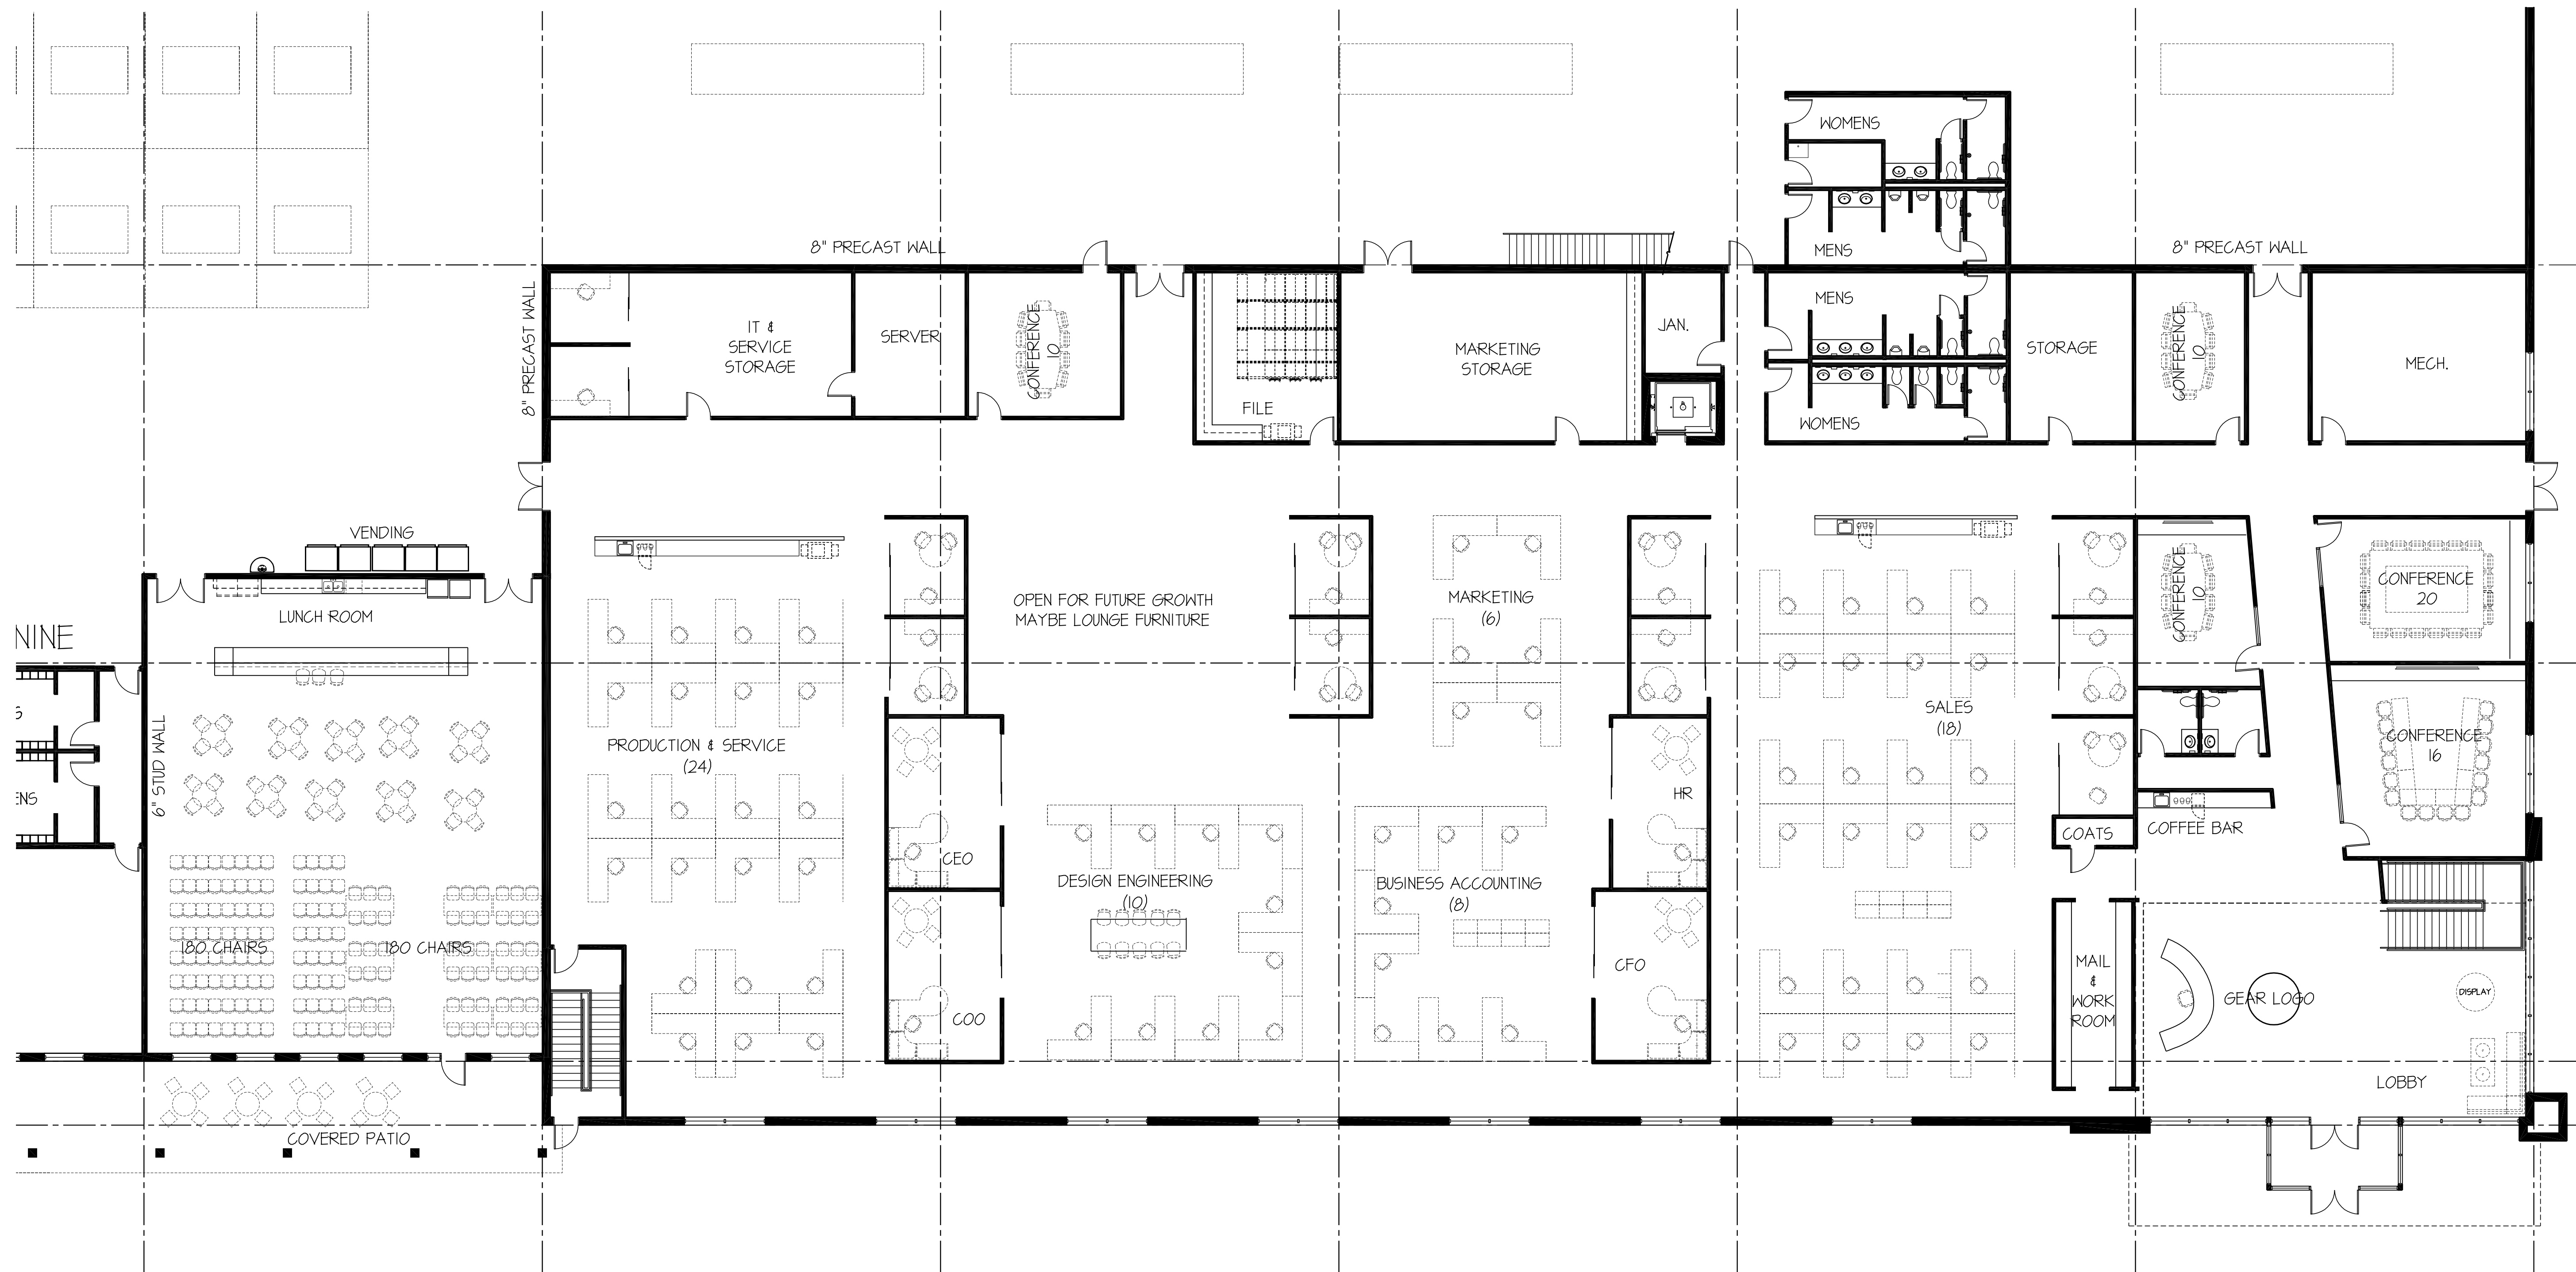 WOMENS
MENS
8" PRECAST WALL
8" PRECAST WALL
8" PRECAST WALL
IT &
SERVICE
STORAGE
SERVER
CONFERENCE
10
FILE
MARKETING
STORAGE
JAN.
MENS
WOMENS
STORAGE
CONFERENCE
10
MECH.
VENDING
LUNCH ROOM
NINE
6" STUD WALL
S
ENS
180 CHAIRS
180 CHAIRS
COVERED PATIO
PRODUCTION & SERVICE
(24)
OPEN FOR FUTURE GROWTH
MAYBE LOUNGE FURNITURE
CEO
COO
DESIGN ENGINEERING
(10)
MARKETING
(6)
BUSINESS ACCOUNTING
(8)
HR
CFO
SALES
(18)
CONFERENCE
10
CONFERENCE
20
CONFERENCE
16
COATS
COFFEE BAR
MAIL
&
WORK
ROOM
GEAR LOGO
DISPLAY
LOBBY